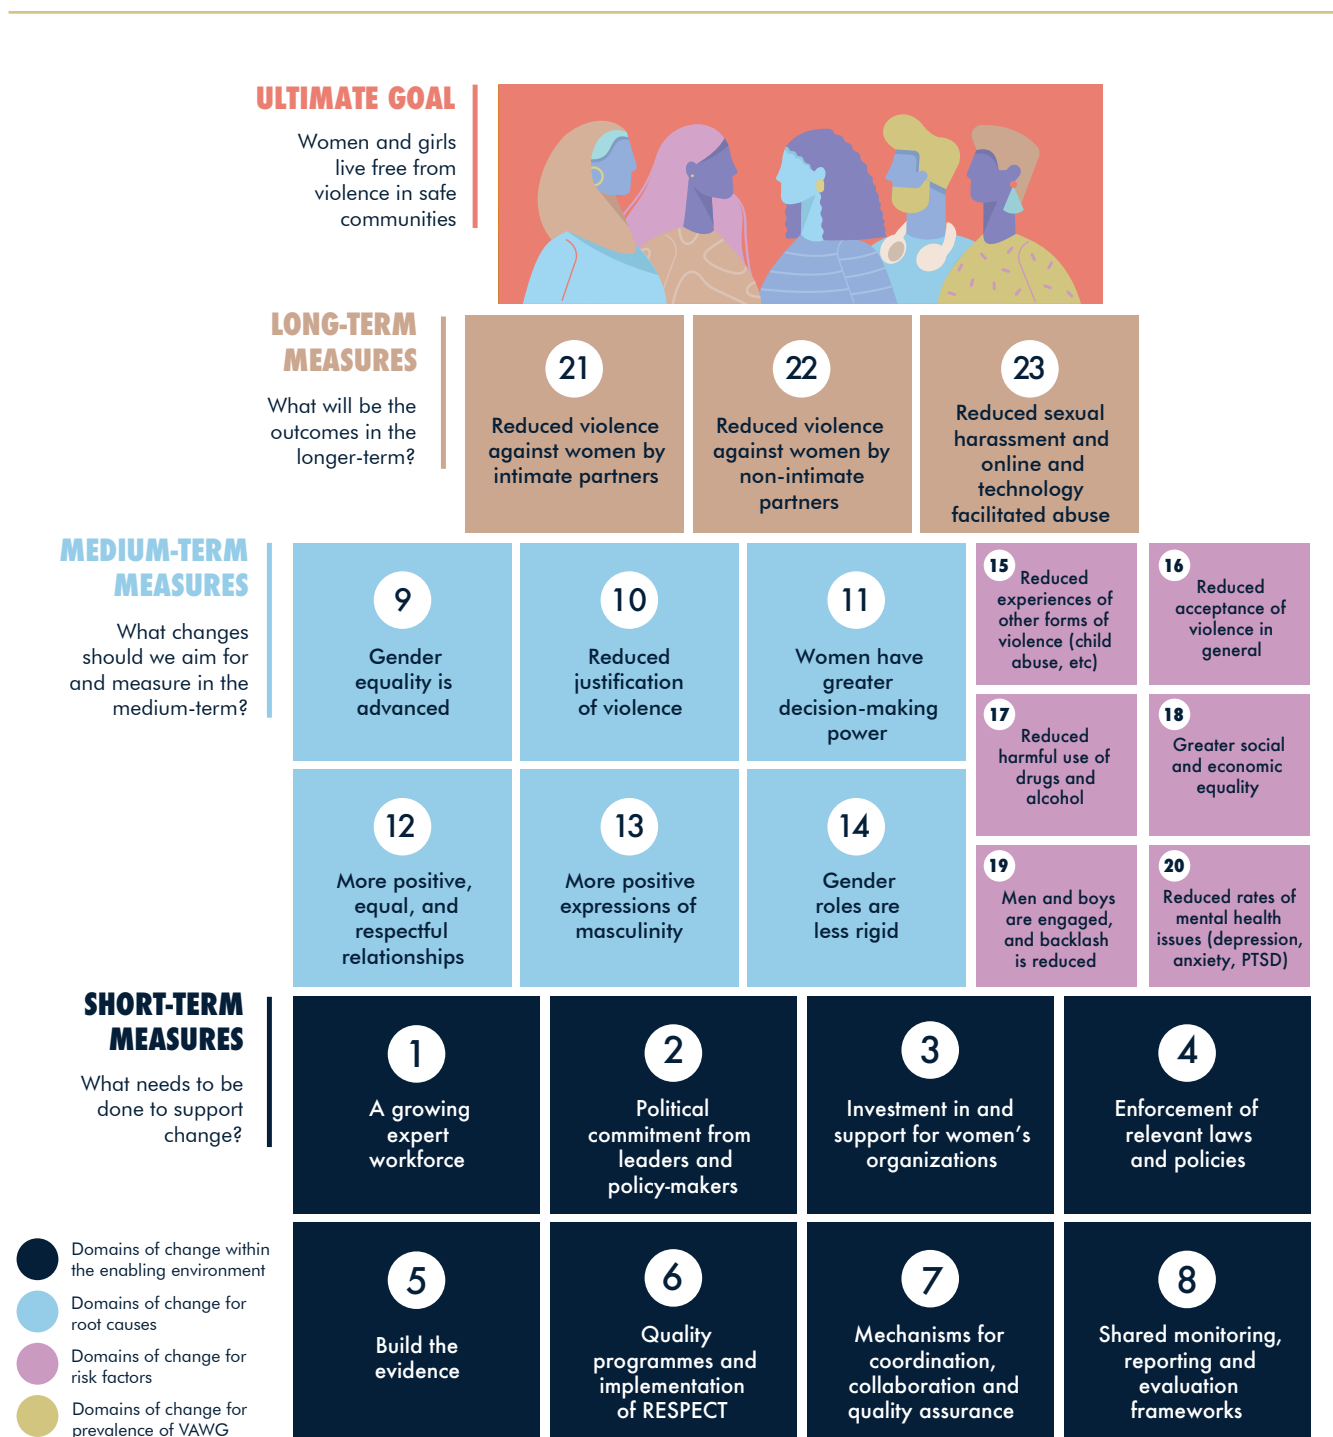 ULTIMATE GOAL
Women and girls
live free from
violence in safe
communities
LONG-TERM
MEASURES
What will be the
outcomes in the
longer-term?
21
Reduced violence
against women by
intimate partners
22
Reduced violence
against women by
non-intimate
partners
23
Reduced sexual
harassment and
online and
technology
facilitated abuse
MEDIUM-TERM
MEASURES
What changes
should we aim for
and measure in the
medium-term?
9
Gender
equality is
advanced
10
Reduced
justification
of violence
11
Women have
greater
decision-making
power
12
More positive,
equal, and
respectful
relationships
13
More positive
expressions of
masculinity
14
Gender
roles are
less rigid
15
Reduced
experiences of
other forms of
violence (child
abuse, etc)
16
Reduced
acceptance of
violence in
general
17
Reduced
harmful use of
drugs and
alcohol
18
Greater social
and economic
equality
19
Men and boys
are engaged,
and backlash
is reduced
20
Reduced rates of
mental health
issues (depression,
anxiety, PTSD)
SHORT-TERM
MEASURES
What needs to be
done to support
change?
1
A growing
expert
workforce
2
Political
commitment from
leaders and
policy-makers
3
Investment in and
support for women’s
organizations
4
Enforcement of
relevant laws
and policies
5
Build the
evidence
6
Quality
programmes and
implementation
of RESPECT
7
Mechanisms for
coordination,
collaboration and
quality assurance
8
Shared monitoring,
reporting and
evaluation
frameworks
Domains of change within
the enabling environment
Domains of change for
root causes
Domains of change for
risk factors
Domains of change for
prevalence of VAWG